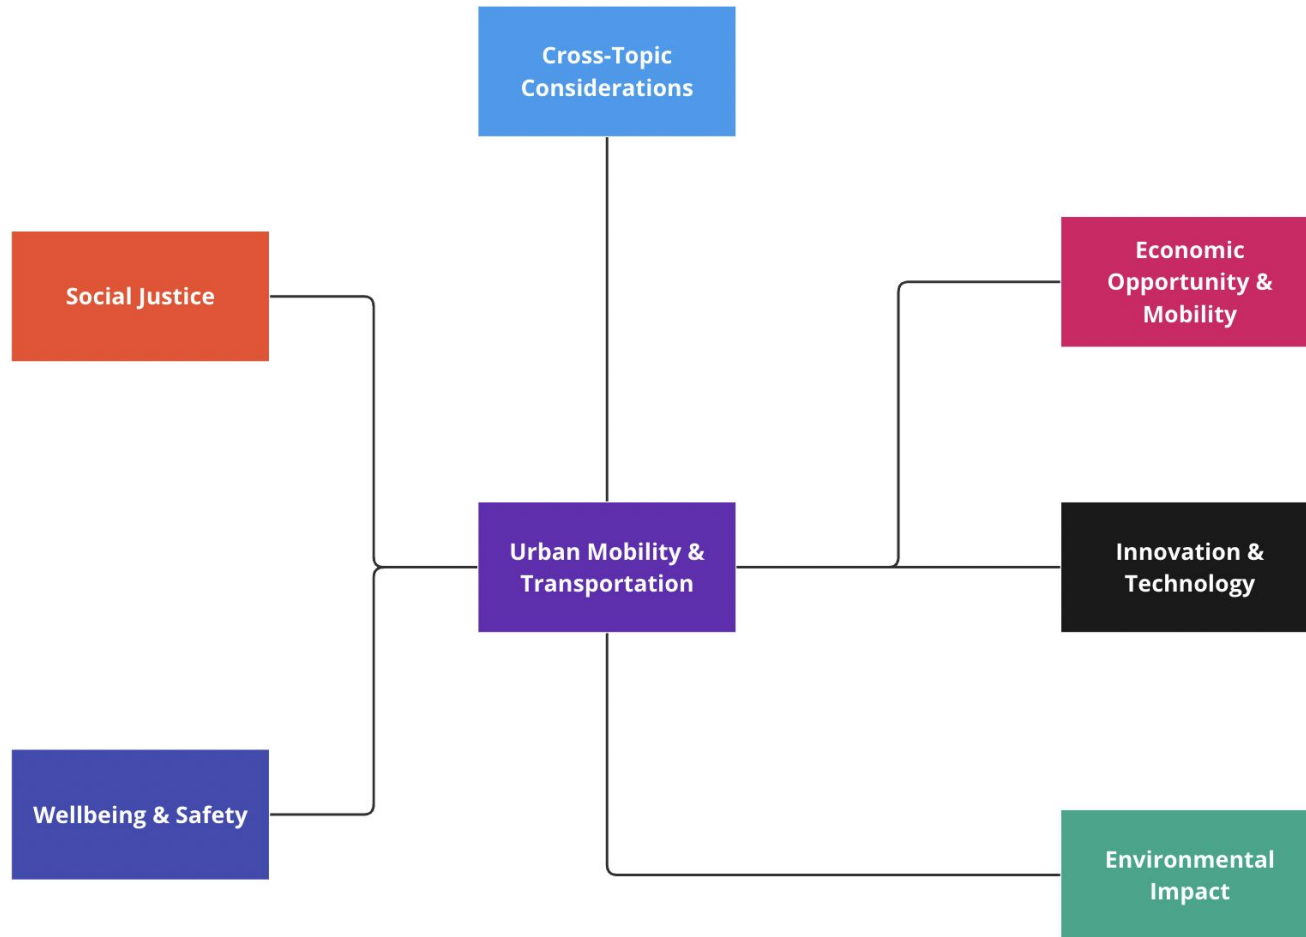 Cross-Topic
Considerations
Social Justice
Economic
Opportunity &
Mobility
Urban Mobility &
Transportation
Innovation &
Technology
Wellbeing & Safety
Environmental
Impact